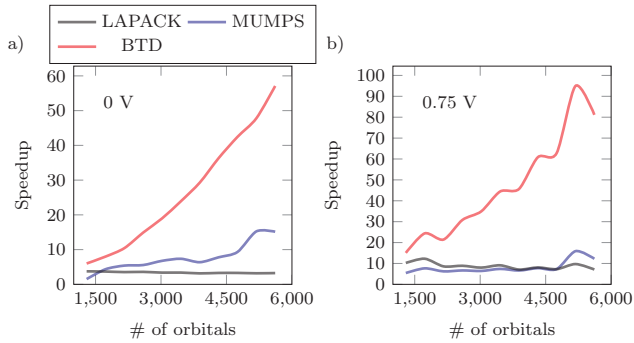 LAPACK MUMPS
BTD
a)
0 V
Speedup
60
50
40
30
20
10
0
1,500 3,000 4,500 6,000
# of orbitals
b)
0.75 V
Speedup
100
90
80
70
60
50
40
30
20
10
0
1,500 3,000 4,500 6,000
# of orbitals